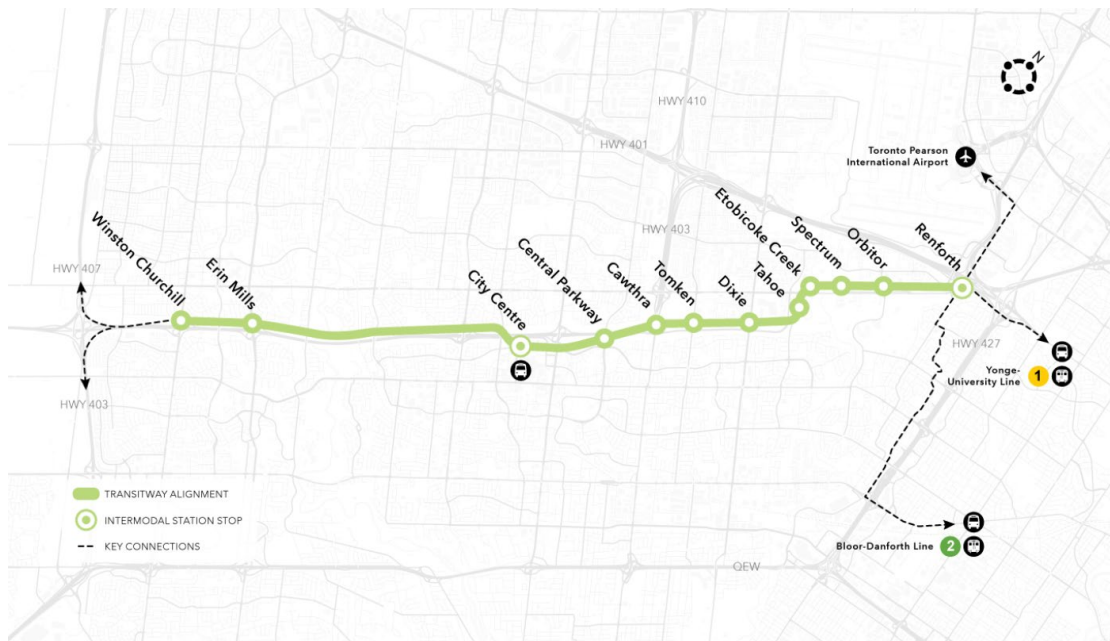 N
HWY 410
HWY 401
Toronto Pearson
International Airport
Winston Churchill
Erin Mills
City Centre
Central Parkway
Cawthra
Tomken
Dixie
Tahoe
Etobicoke Creek
Spectrum
Orbitor
Renforth
HWY 403
HWY 407
HWY 427
Yonge-
University Line 1
HWY 403
TRANSITWAY ALIGNMENT
INTERMODAL STATION STOP
KEY CONNECTIONS
Bloor-Danforth Line 2
QEW